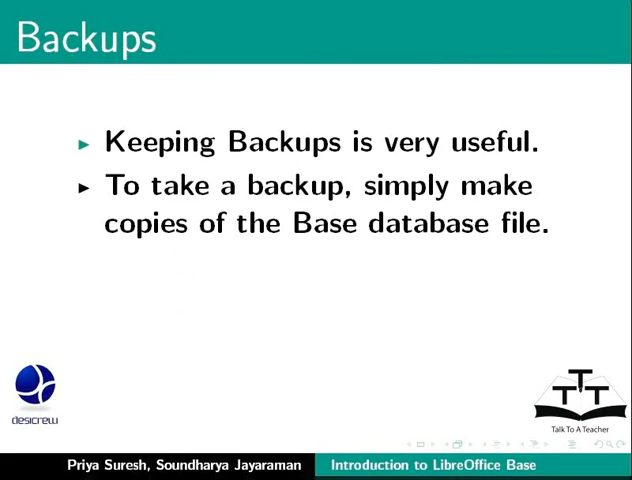 Backups
Keeping Backups is very useful.
To take a backup, simply make
copies of the Base database file.
desicrew
TTT
Talk To A Teacher
Priya Suresh, Soundharya Jayaraman
Introduction to LibreOffice Base